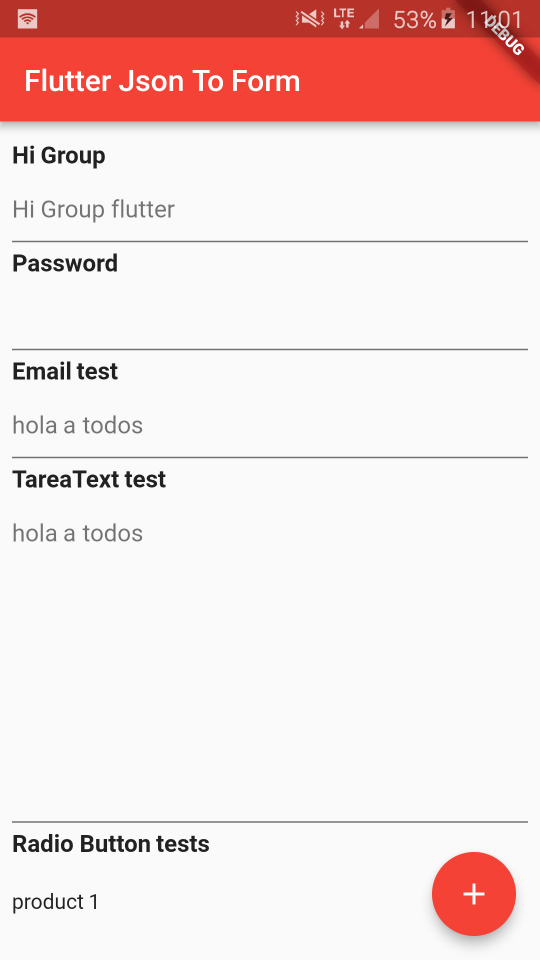 LTE 53% 11:01
DEBUG
Flutter Json To Form
Hi Group
Hi Group flutter
Password
Email test
hola a todos
TareaText test
hola a todos
Radio Button tests
product 1
+